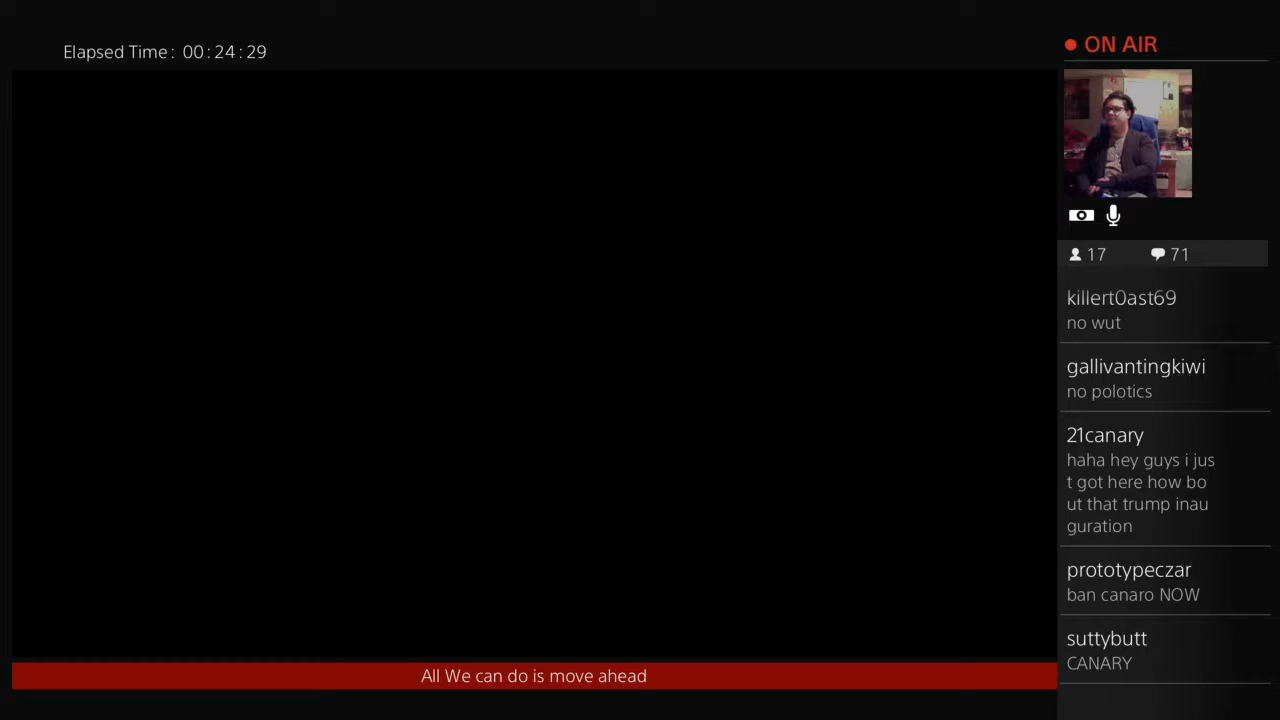 Elapsed Time: 00:24:29
ON AIR
17 71
killert0ast69
no wut
gallivantingkiwi
no polotics
21canary
haha hey guys i jus
t got here how bo
ut that trump inau
guration
prototypeczar
ban canaro NOW
suttybutt
CANARY
All We can do is move ahead